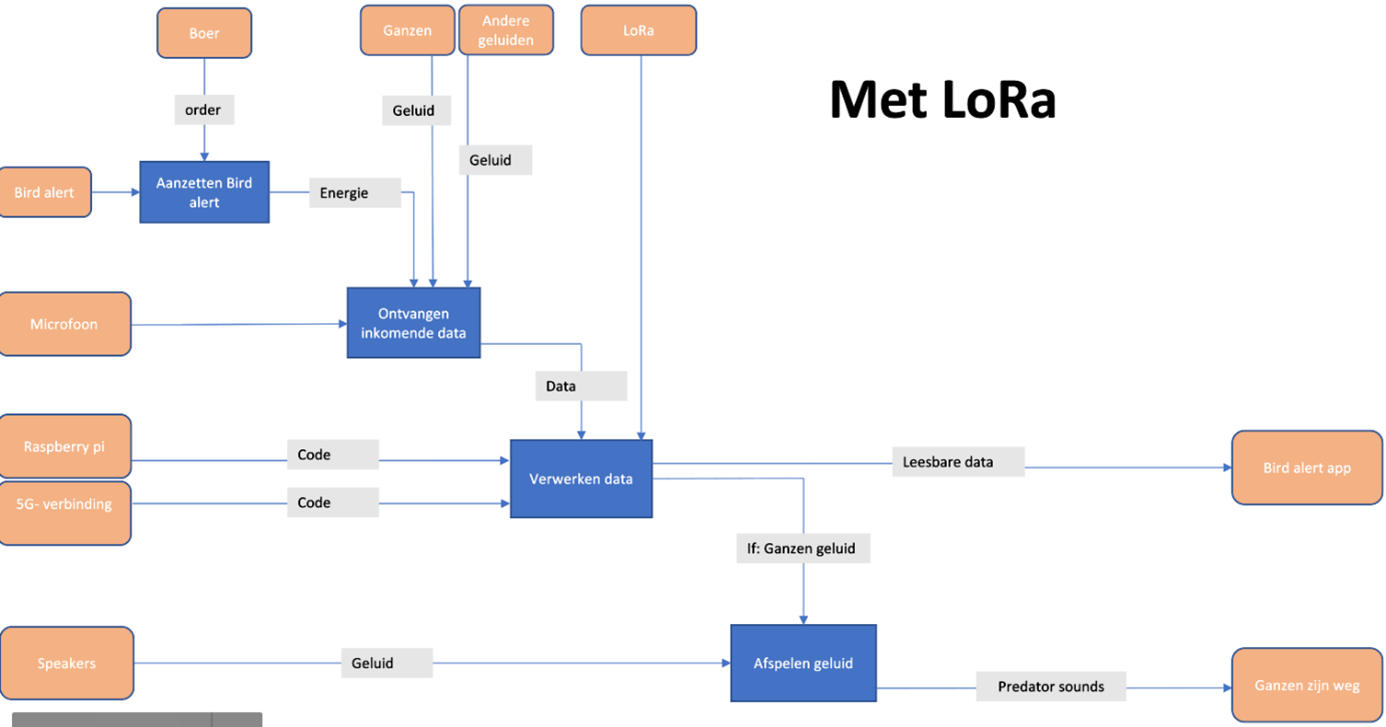 Boer
Ganzen
Andere
geluiden
LoRa
Met LoRa
order
Geluid
Geluid
Bird alert
Aanzetten Bird
alert
Energie
Microfoon
Ontvangen
inkomende data
Data
Raspberry pi
Code
Verwerken data
Leesbare data
Bird alert app
5G- verbinding
Code
If: Ganzen geluid
Speakers
Geluid
Afspelen geluid
Predator sounds
Ganzen zijn weg